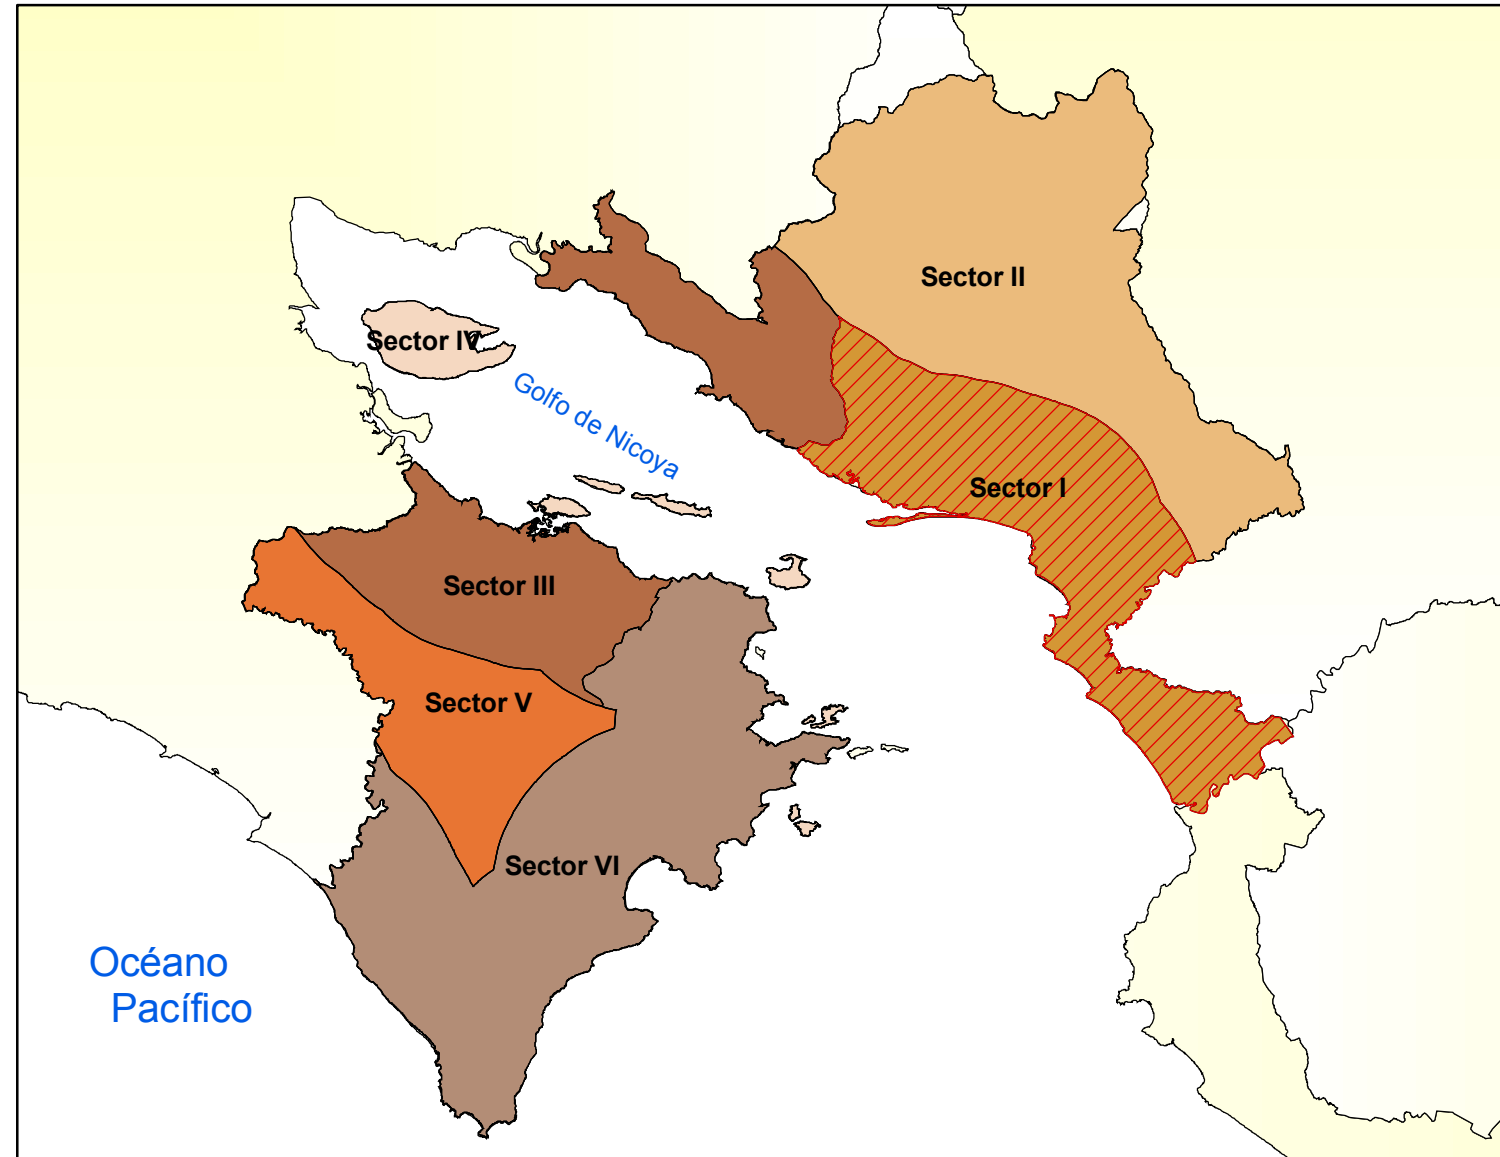 Sector II
Sector IV
Golfo de Nicoya
Sector I
Sector III
Sector V
Sector VI
Océano
Pacífico